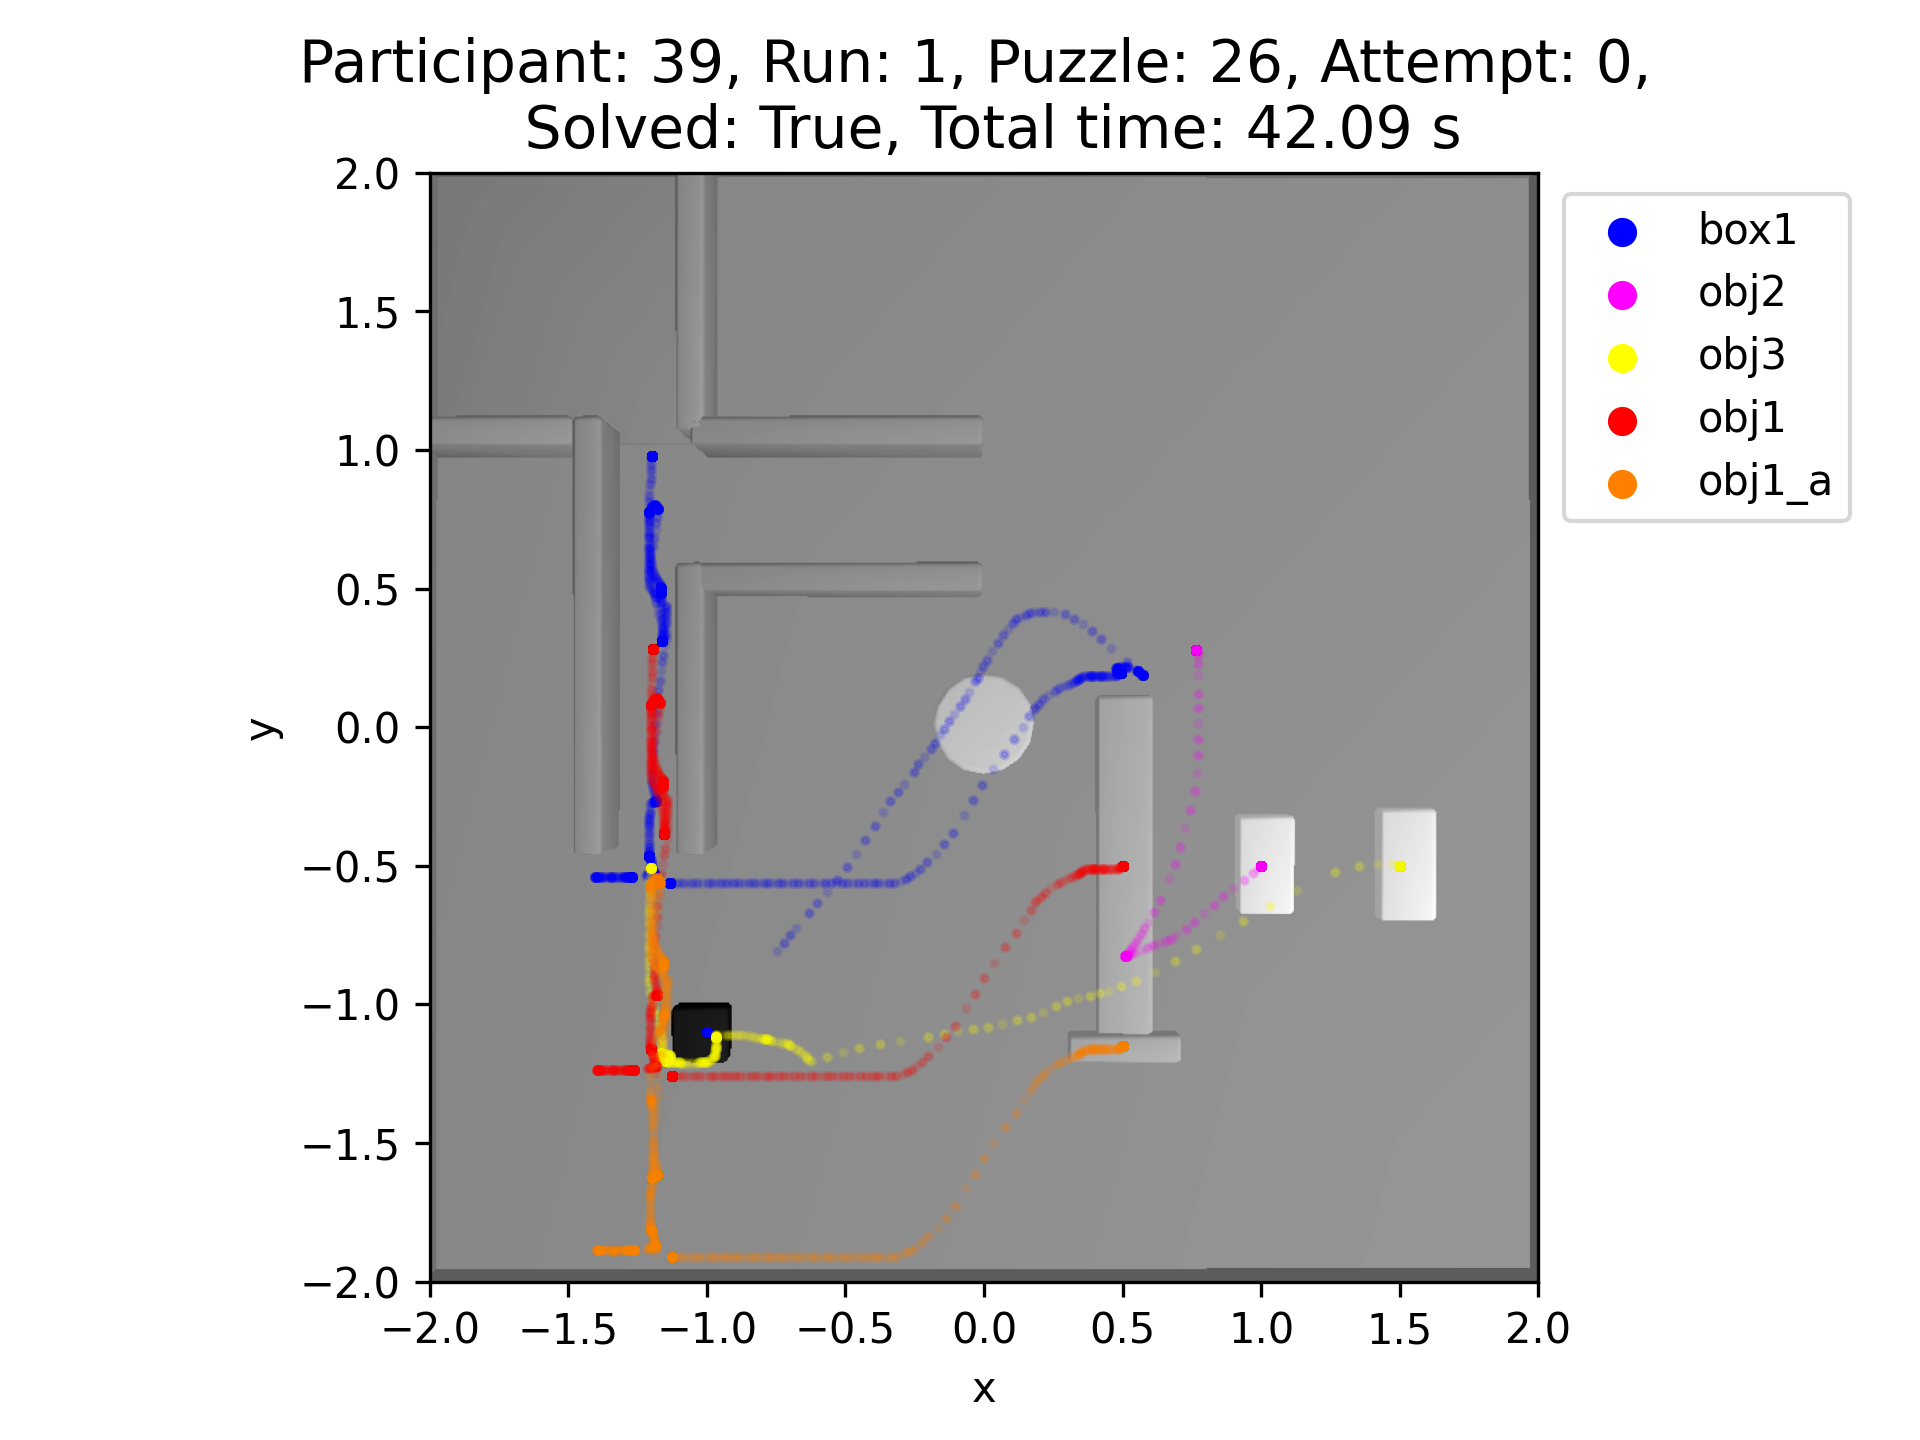 Participant: 39, Run: 1, Puzzle: 26, Attempt: 0,
Solved: True, Total time: 42.09 s
box1
obj2
obj3
obj1
obj1_a
2.0
1.5
1.0
0.5
0.0
−0.5
−1.0
−1.5
−2.0
y
−2.0 −1.5 −1.0 −0.5 0.0 0.5 1.0 1.5 2.0
x